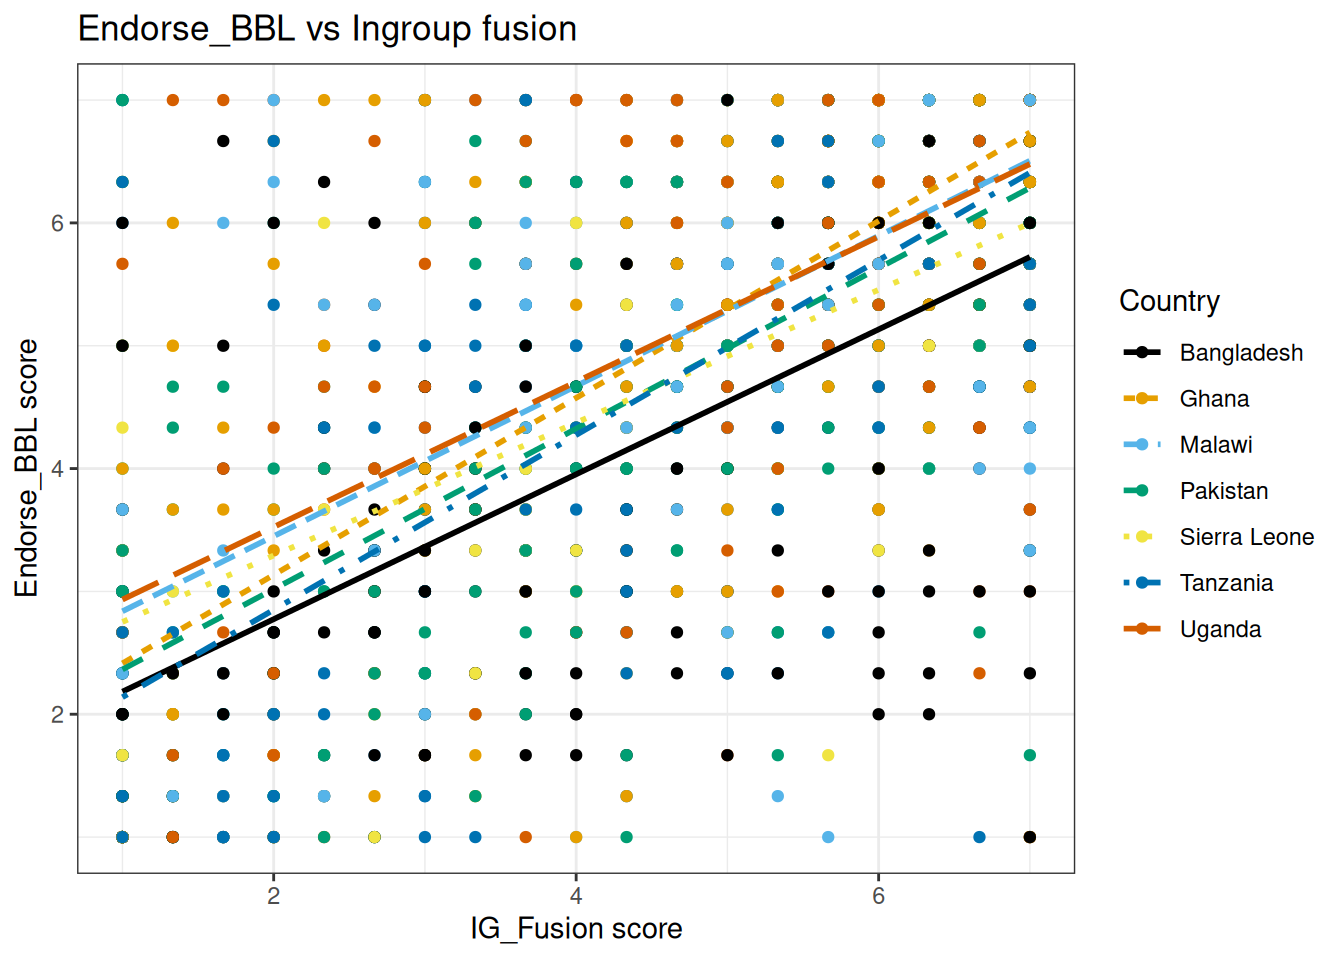 Endorse_BBL vs Ingroup fusion
Endorse_BBL score
6
4
2
2
4
6
IG_Fusion score
Country
Bangladesh
Ghana
Malawi
Pakistan
Sierra Leone
Tanzania
Uganda